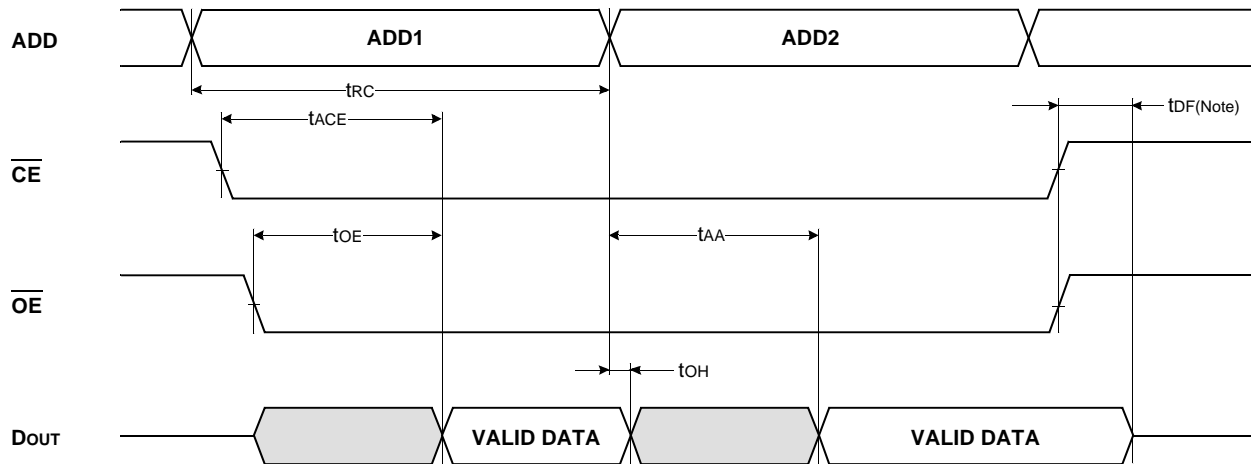 ADD
ADD1
ADD2
tRC
tDF(Note)
tACE
CE
tOE
tAA
OE
tOH
DOUT
VALID DATA
VALID DATA